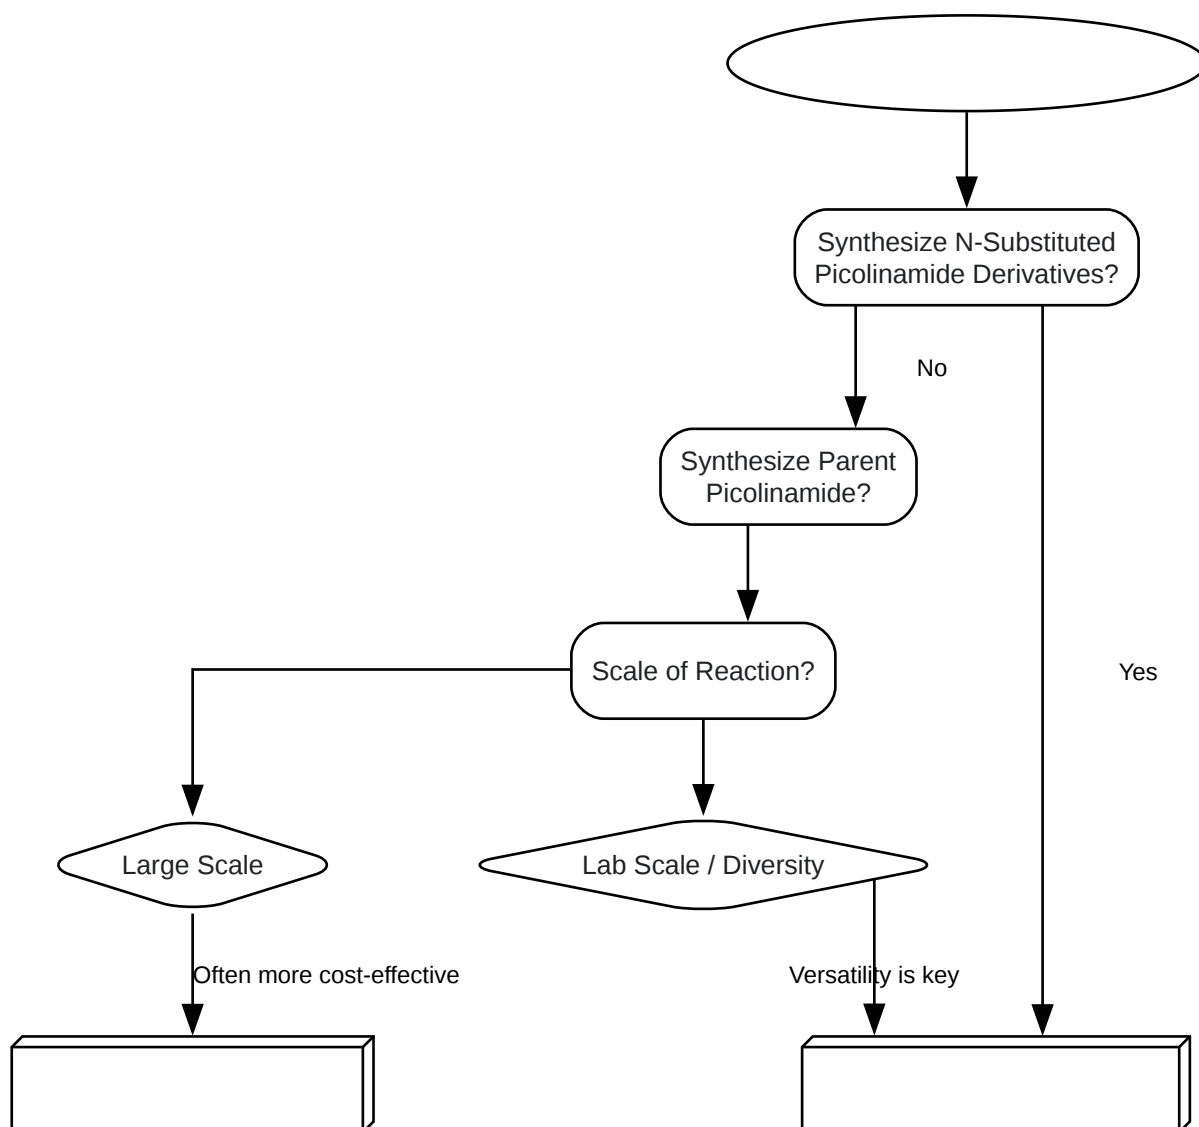 Synthesize N-Substituted
Picolinamide Derivatives?
No
Synthesize Parent
Picolinamide?
Scale of Reaction?
Yes
Large Scale
Lab Scale / Diversity
Often more cost-effective
Versatility is key